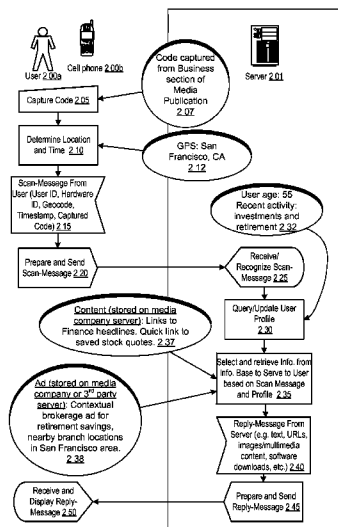 User 2.00a
Cell phone 2.00b
Server 2.01
Code captured
from Business
section of
Media
Publication
2.07
Capture Code 2.05
Determine Location
and Time 2.10
GPS: San
Francisco, CA
2.12
Scan-Message From
User (User ID, Hardware
ID, Geocode,
Timestamp, Captured
Code) 2.15
User age: 55
Recent activity:
investments and
retirement 2.32
Prepare and Send
Scan-Message 2.20
Receive/
Recognize Scan-
Message 2.25
Query/Update User
Profile
2.30
Content (stored on media
company server): Links to
Finance headlines. Quick link to
saved stock quotes. 2.37
Select and retrieve Info. from
Info. Base to Serve to User
based on Scan Message
and Profile 2.35
Ad (stored on media
company or 3rd party
server): Contextual
brokerage ad for
retirement savings,
nearby branch locations
in San Francisco area.
2.38
Reply-Message From
Server (e.g. text, URLs,
images/multimedia
content, software
downloads, etc.) 2.40
Receive and
Display Reply-
Message 2.50
Prepare and Send
Reply-Message 2.45